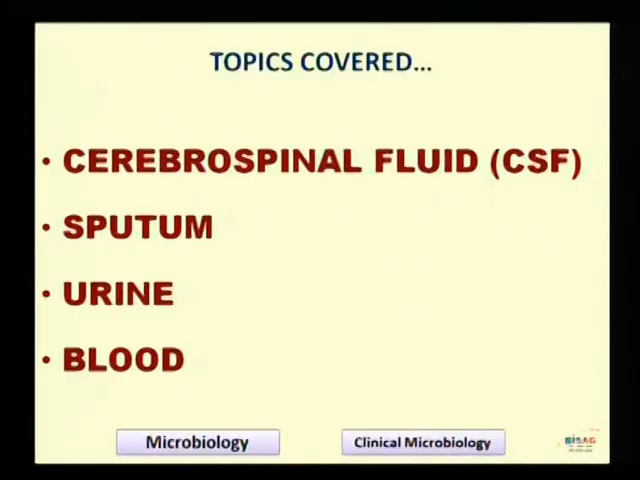 TOPICS COVERED...
• CEREBROSPINAL FLUID (CSF)
• SPUTUM
• URINE
• BLOOD
Microbiology
Clinical Microbiology
BISAG